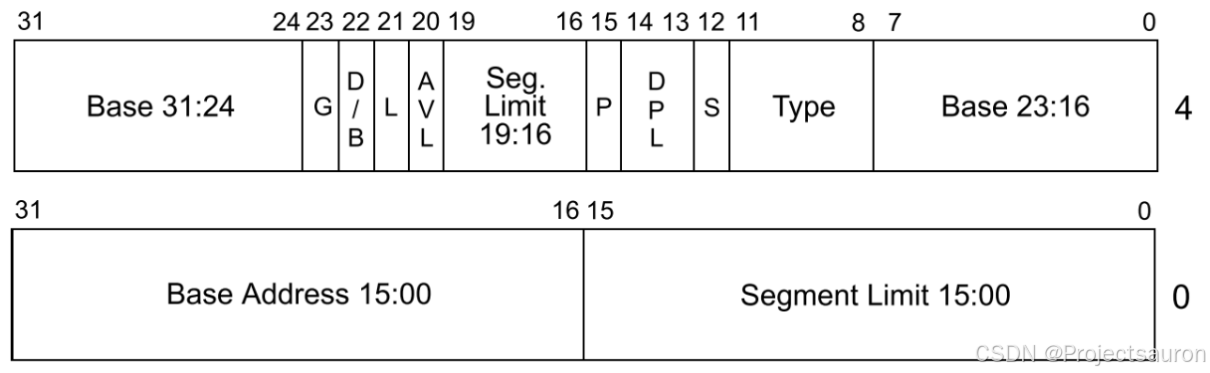 31 24 23 22 21 20 19 16 15 14 13 12 11 8 7 0
Base 31:24 G D/B L AVL Seg. Limit 19:16 P DPL S Type Base 23:16 4
31 16 15 0
Base Address 15:00 Segment Limit 15:00 0
CSDN @Projectsauron